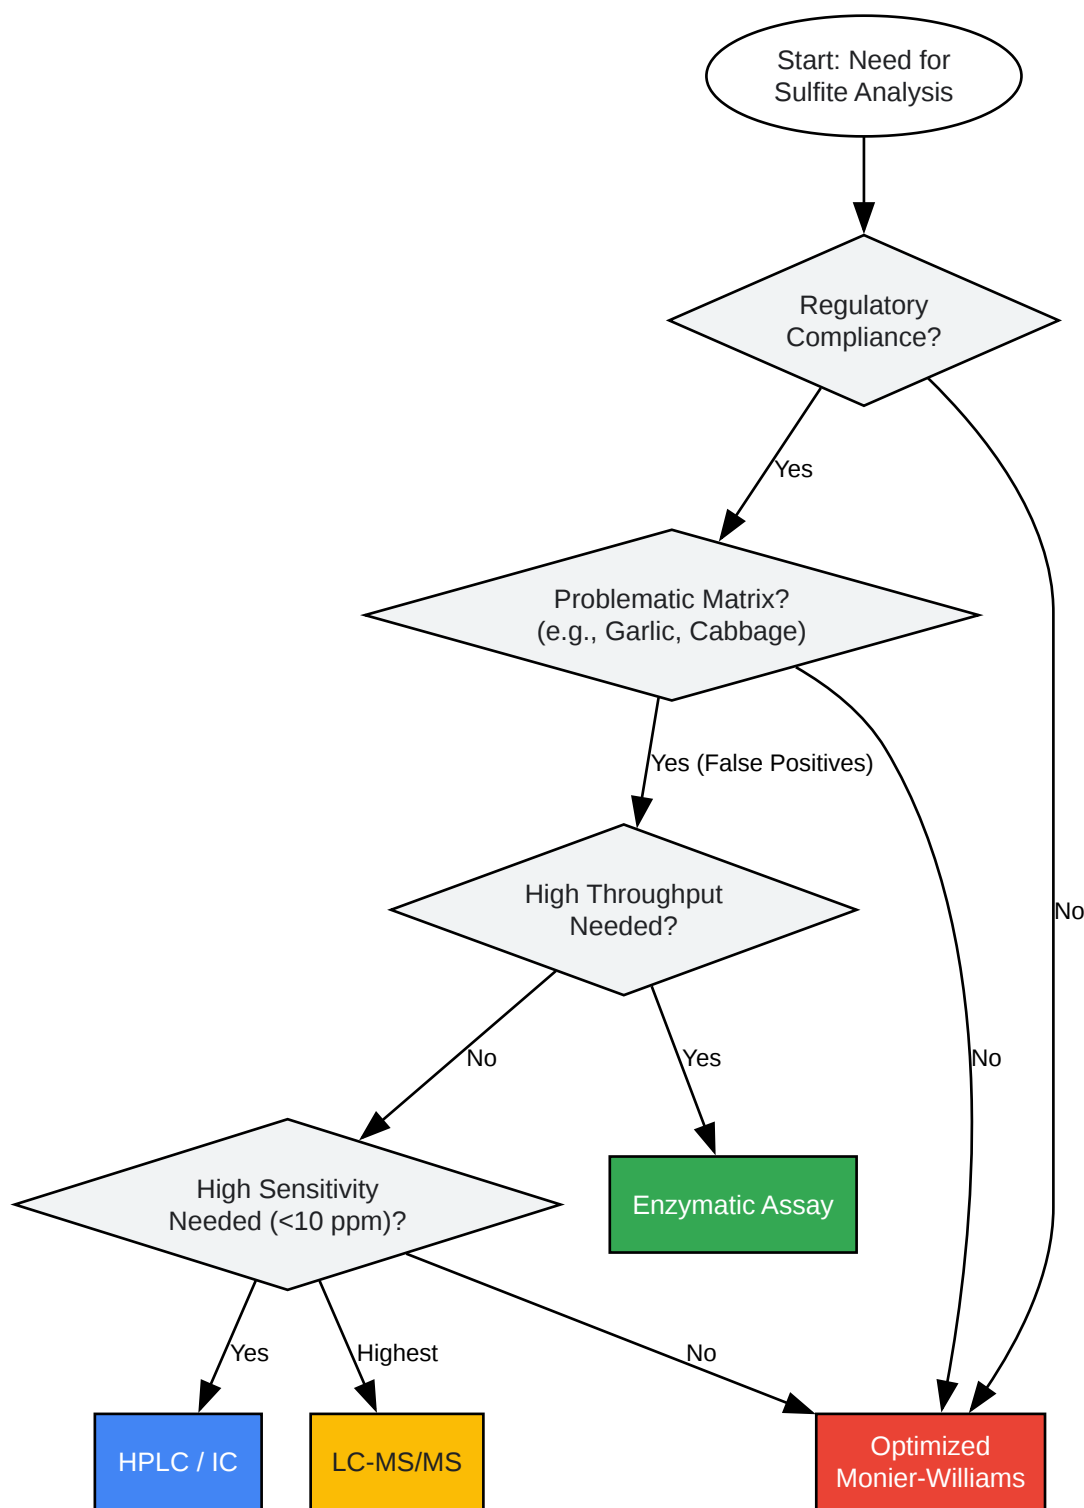 Start: Need for
Sulfite Analysis
Regulatory
Compliance?
Yes
Problematic Matrix?
(e.g., Garlic, Cabbage)
Yes (False Positives)
High Throughput
Needed?
No
No
Yes
No
High Sensitivity
Needed (<10 ppm)?
Enzymatic Assay
Yes
Highest
No
HPLC / IC
LC-MS/MS
Optimized
Monier-Williams